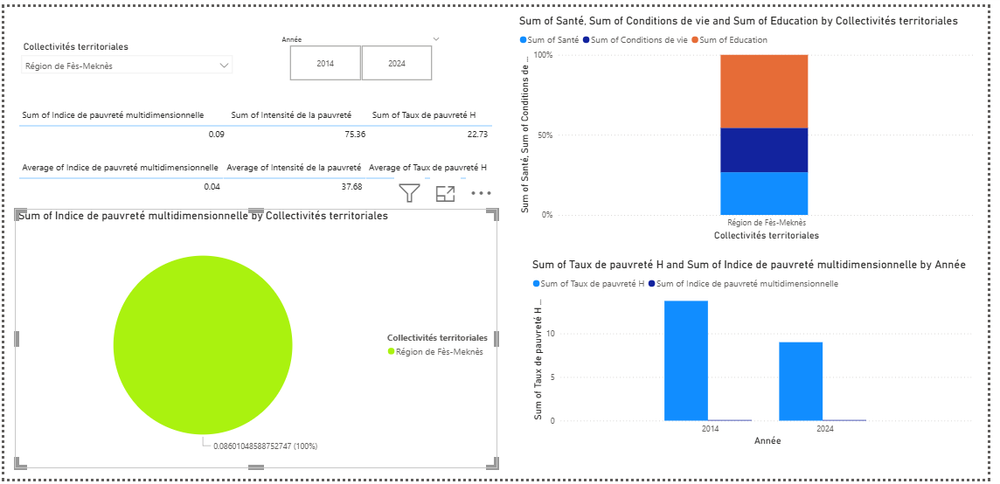 Collectivités territoriales
Région de Fès-Meknès
Année
2014
2024
Sum of Indice de pauvreté multidimensionnelle
Sum of Intensité de la pauvreté
Sum of Taux de pauvreté H
0.09
75.36
22.73
Average of Indice de pauvreté multidimensionnelle
Average of Intensité de la pauvreté
Average of Taux de pauvreté H
0.04
37.68
Sum of Indice de pauvreté multidimensionnelle by Collectivités territoriales
Collectivités territoriales
Région de Fès-Meknès
0.08601048588752747 (100%)
Sum of Santé, Sum of Conditions de vie and Sum of Education by Collectivités territoriales
Sum of Santé
Sum of Conditions de vie
Sum of Education
Sum of Santé, Sum of Conditions de ...
100%
50%
0%
Région de Fès-Meknès
Collectivités territoriales
Sum of Taux de pauvreté H and Sum of Indice de pauvreté multidimensionnelle by Année
Sum of Taux de pauvreté H
Sum of Indice de pauvreté multidimensionnelle
Sum of Taux de pauvreté H ...
10
5
0
2014
2024
Année